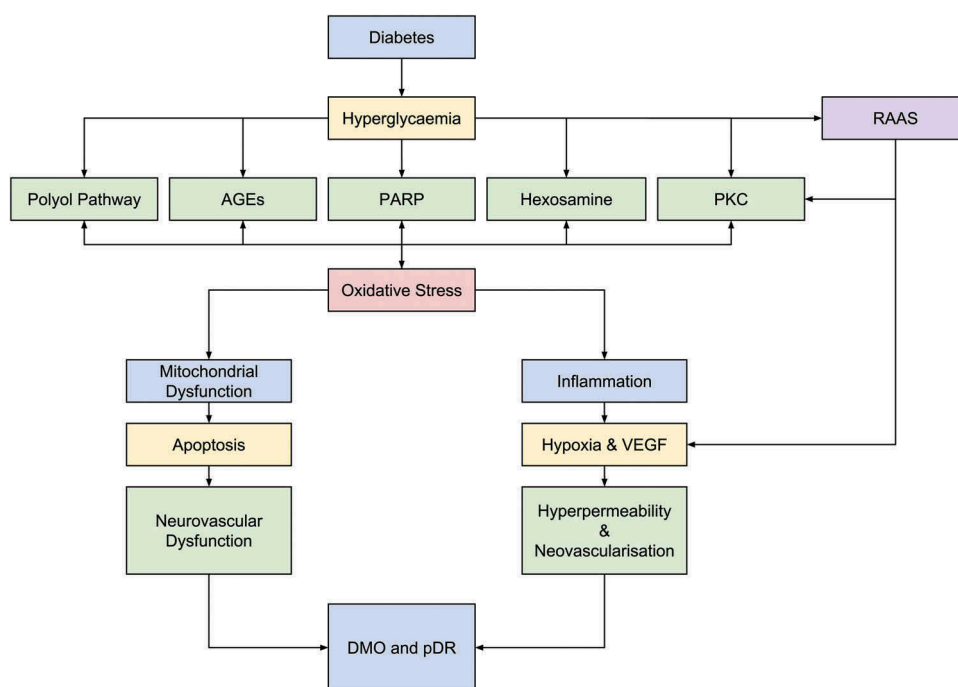 Diabetes
Hyperglycaemia
RAAS
Polyol Pathway
AGEs
PARP
Hexosamine
PKC
Oxidative Stress
Mitochondrial
Dysfunction
Inflammation
Apoptosis
Hypoxia & VEGF
Neurovascular
Dysfunction
Hyperpermeability
&
Neovascularisation
DMO and pDR